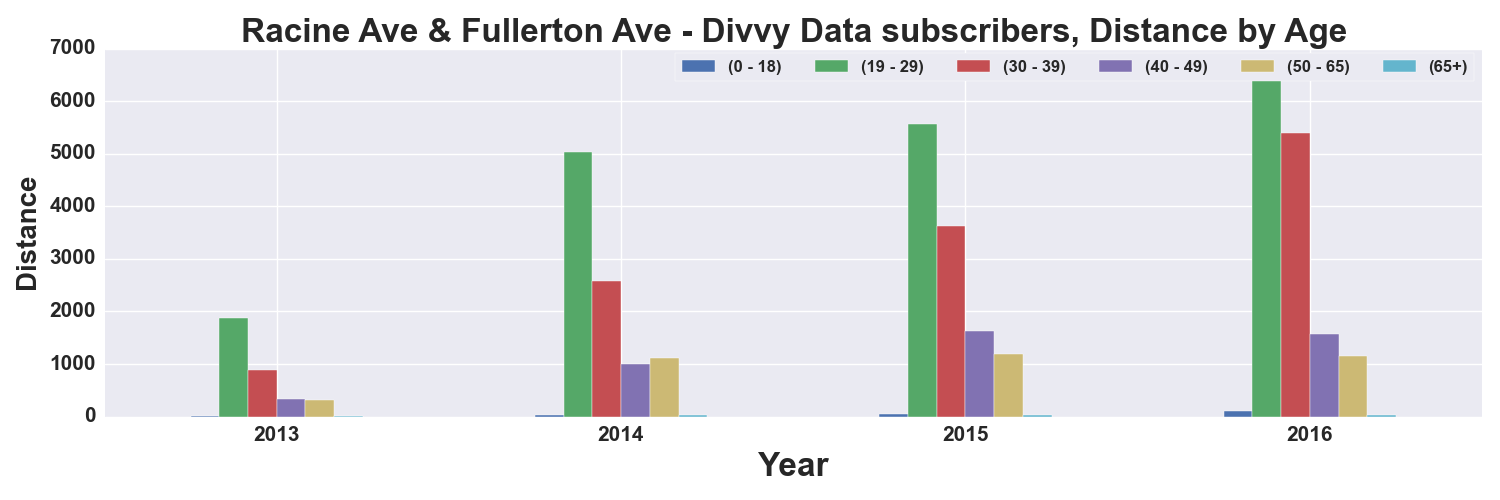 Racine Ave & Fullerton Ave - Divvy Data subscribers, Distance by Age
(0 - 18) (19 - 29) (30 - 39) (40 - 49) (50 - 65) (65+)
7000
6000
5000
4000
3000
2000
1000
0
Distance
2013 2014 2015 2016
Year